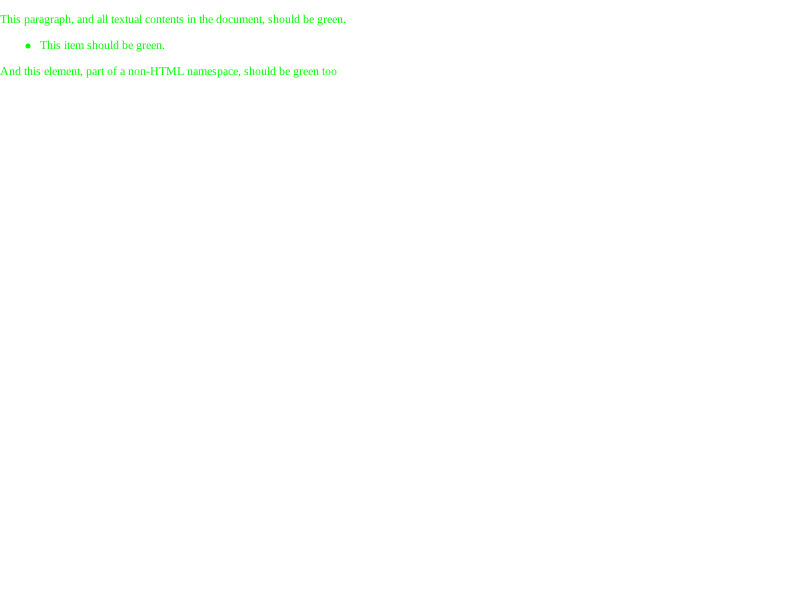 This paragraph, and all textual contents in the document, should be green.
● This item should be green.
And this element, part of a non-HTML namespace, should be green too